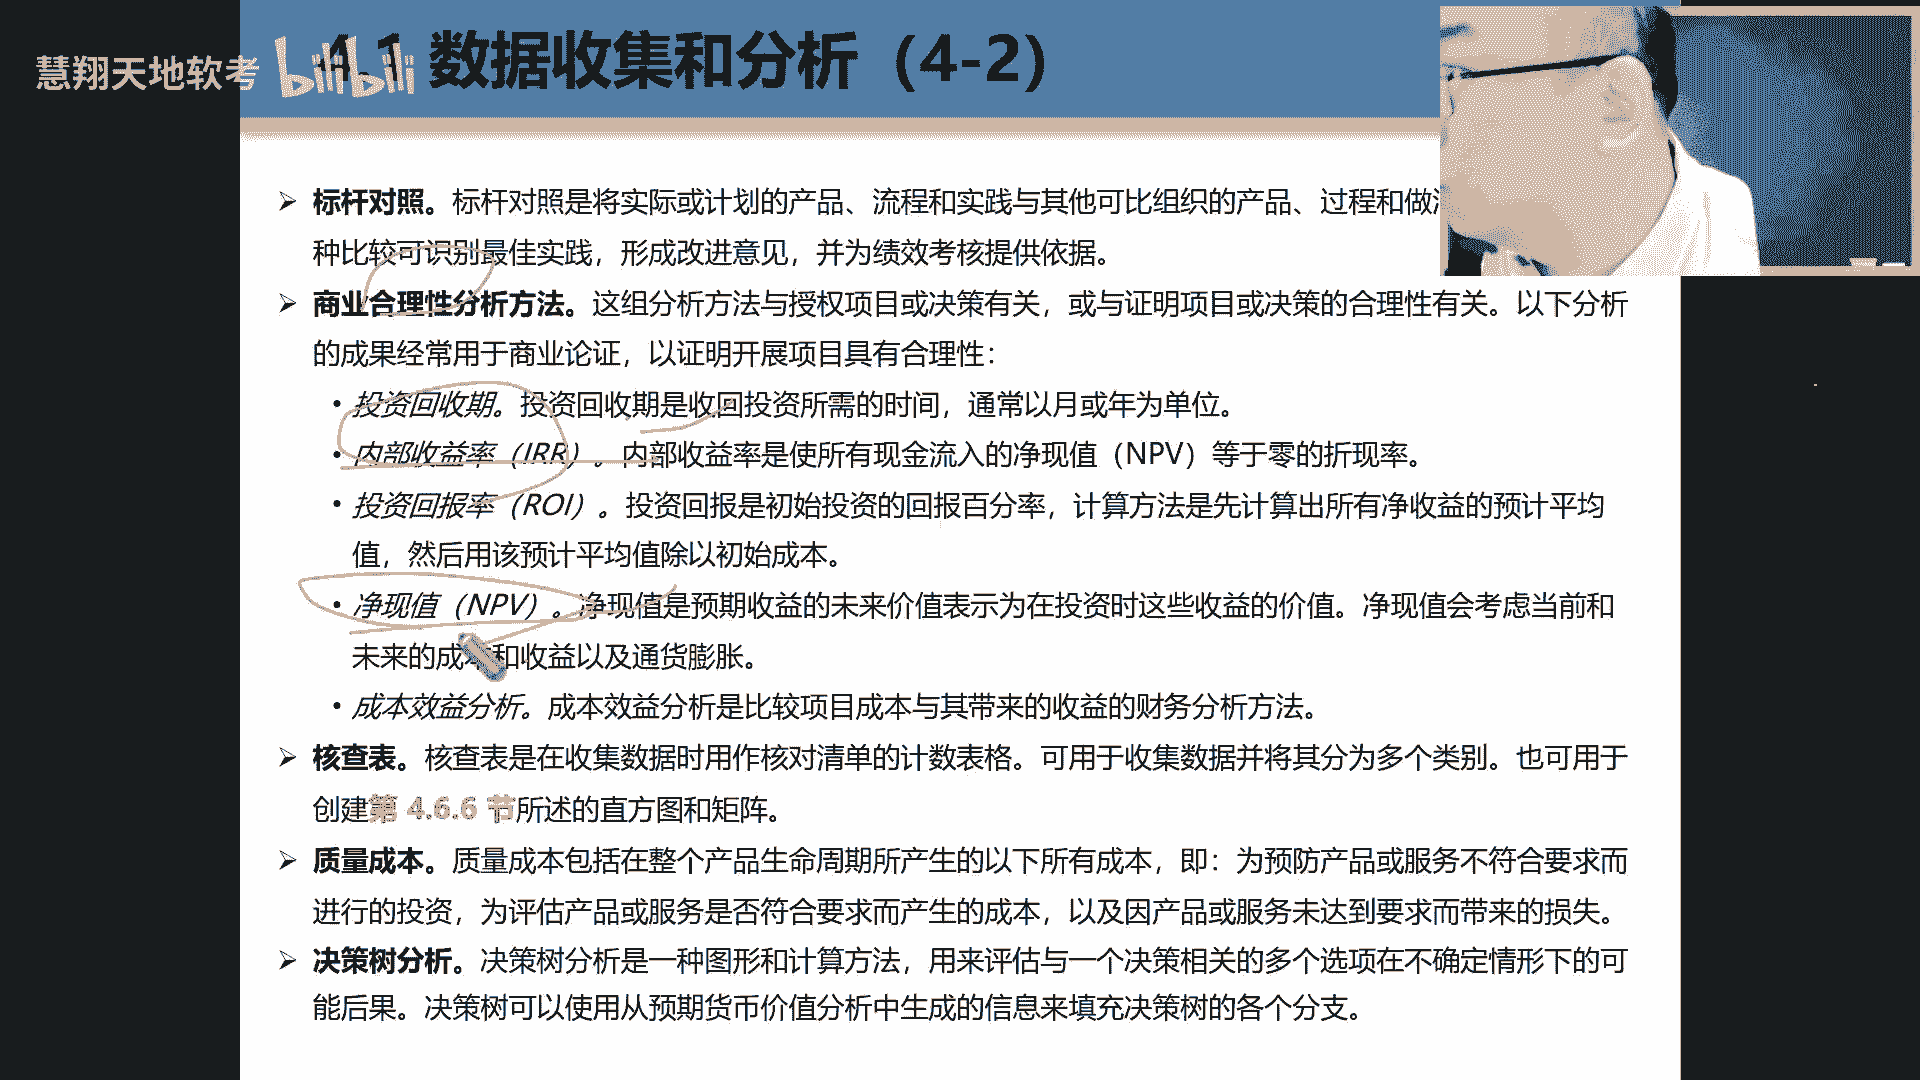 慧翔天地软考
bilibili
4.1 数据收集和分析（4-2）
➢ 标杆对照。标杆对照是将实际或计划的产品、流程和实践与其他可比组织的产品、过程和做
种比较可识别最佳实践，形成改进意见，并为绩效考核提供依据。
➢ 商业合理性分析方法。这组分析方法与授权项目或决策有关，或与证明项目或决策的合理性有关。以下分析
的成果经常用于商业论证，以证明开展项目具有合理性：
• 投资回收期。投资回收期是收回投资所需的时间，通常以月或年为单位。
• 内部收益率（IRR）。内部收益率是使所有现金流入的净现值（NPV）等于零的折现率。
• 投资回报率（ROI）。投资回报是初始投资的回报百分率，计算方法是先计算出所有净收益的预计平均
值，然后用该预计平均值除以初始成本。
• 净现值（NPV）。净现值是预期收益的未来价值表示为在投资时这些收益的价值。净现值会考虑当前和
未来的成本和收益以及通货膨胀。
• 成本效益分析。成本效益分析是比较项目成本与其带来的收益的财务分析方法。
➢ 核查表。核查表是在收集数据时用作核对清单的计数表格。可用于收集数据并将其分为多个类别。也可用于
创建第 4.6.6 节所述的直方图和矩阵。
➢ 质量成本。质量成本包括在整个产品生命周期所产生的以下所有成本，即：为预防产品或服务不符合要求而
进行的投资，为评估产品或服务是否符合要求而产生的成本，以及因产品或服务未达到要求而带来的损失。
➢ 决策树分析。决策树分析是一种图形和计算方法，用来评估与一个决策相关的多个选项在不确定情形下的可
能后果。决策树可以使用从预期货币价值分析中生成的信息来填充决策树的各个分支。